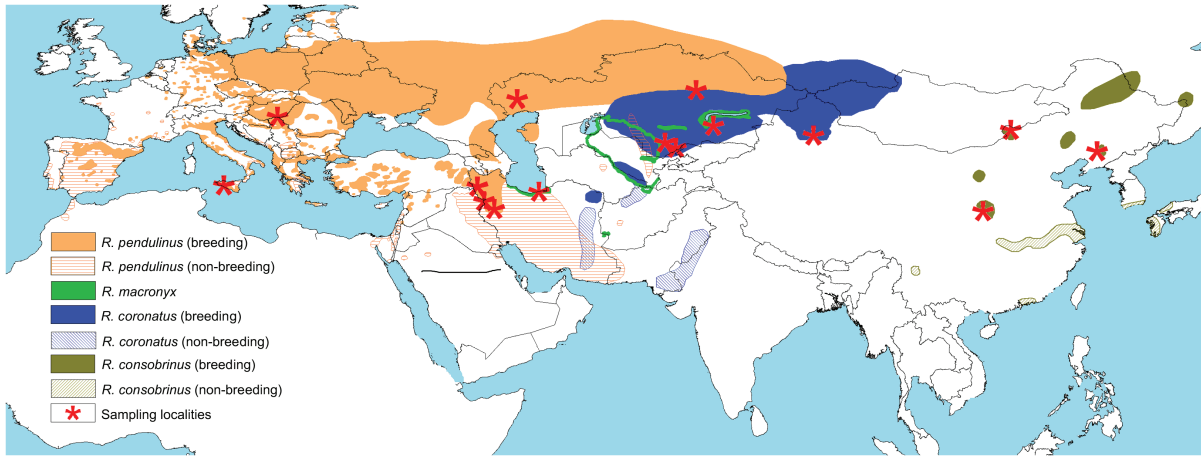 R. pendulinus (breeding)
R. pendulinus (non-breeding)
R. macronyx
R. coronatus (breeding)
R. coronatus (non-breeding)
R. consobrinus (breeding)
R. consobrinus (non-breeding)
Sampling localities